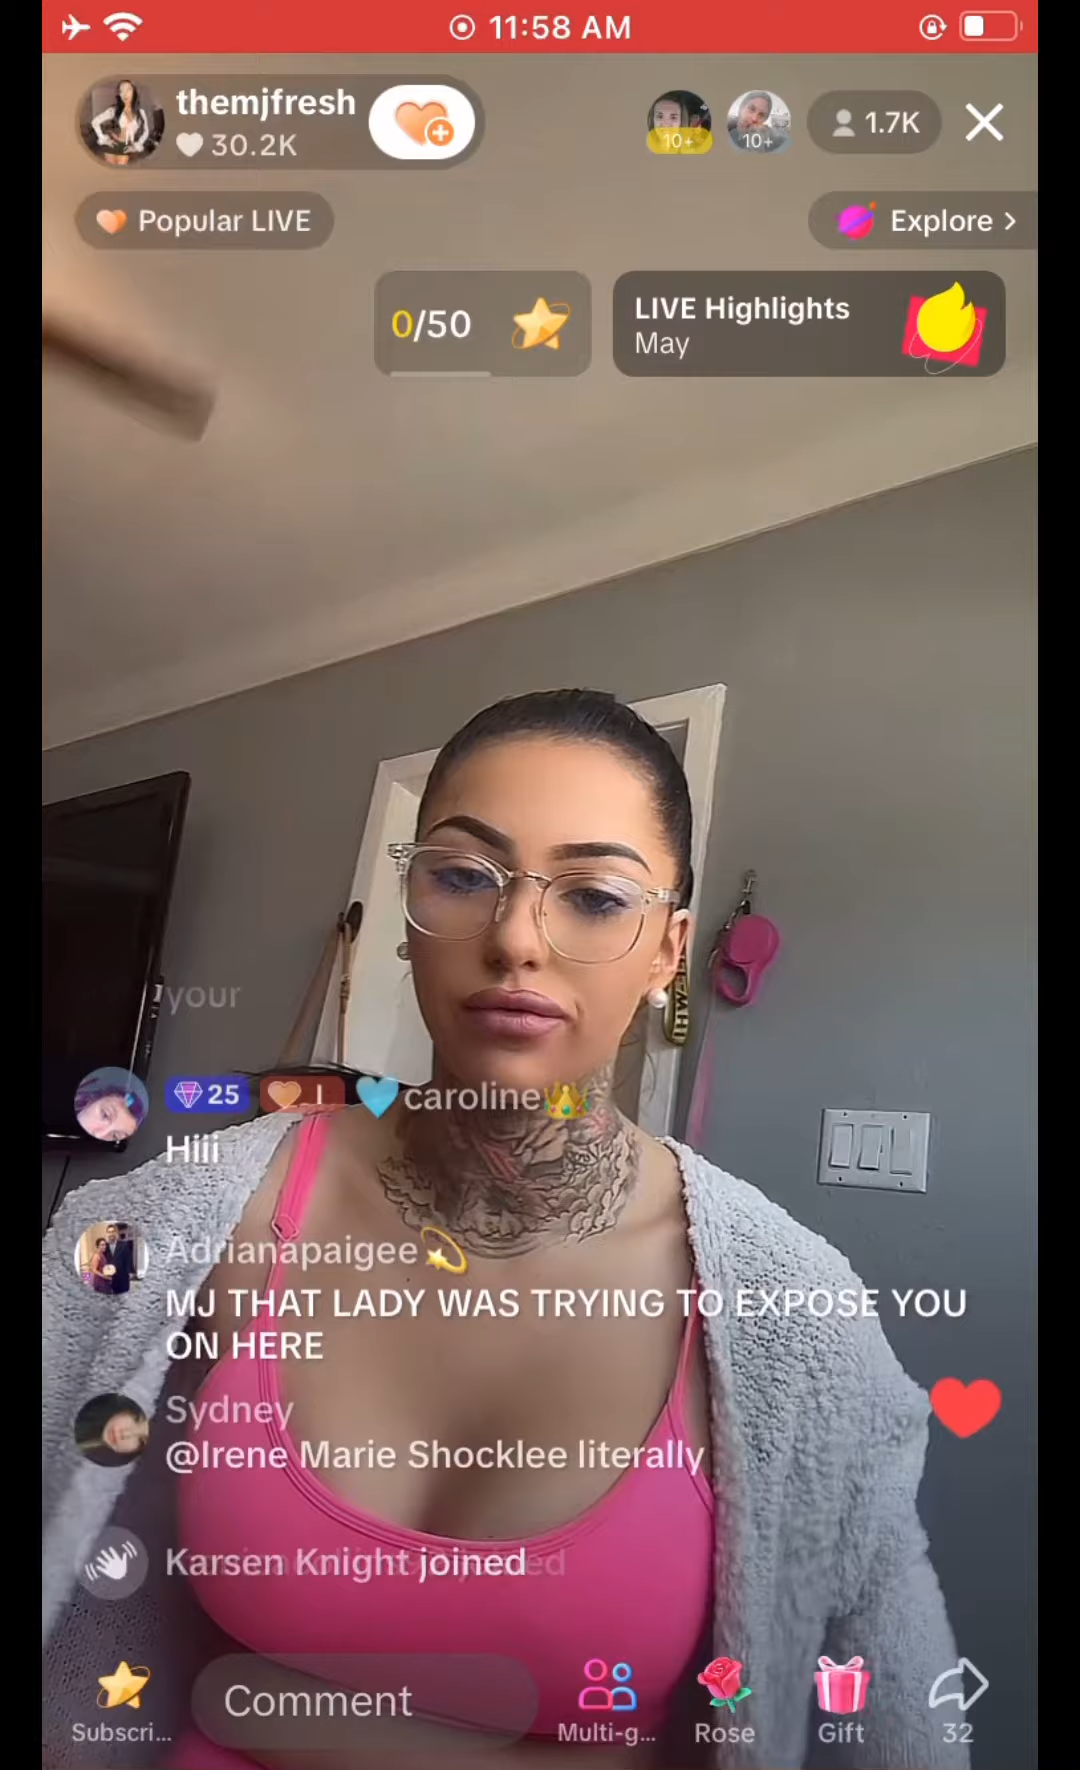 11:58 AM
themjfresh
30.2K
10+
10+
1.7K
Popular LIVE
Explore >
0/50
LIVE Highlights
May
your
25 I caroline
Hiii
Adrianapaigee
MJ THAT LADY WAS TRYING TO EXPOSE YOU
ON HERE
Sydney
@Irene Marie Shocklee literally
Karsen Knight joined
Comment
Subscri...
Multi-g...
Rose
Gift
32